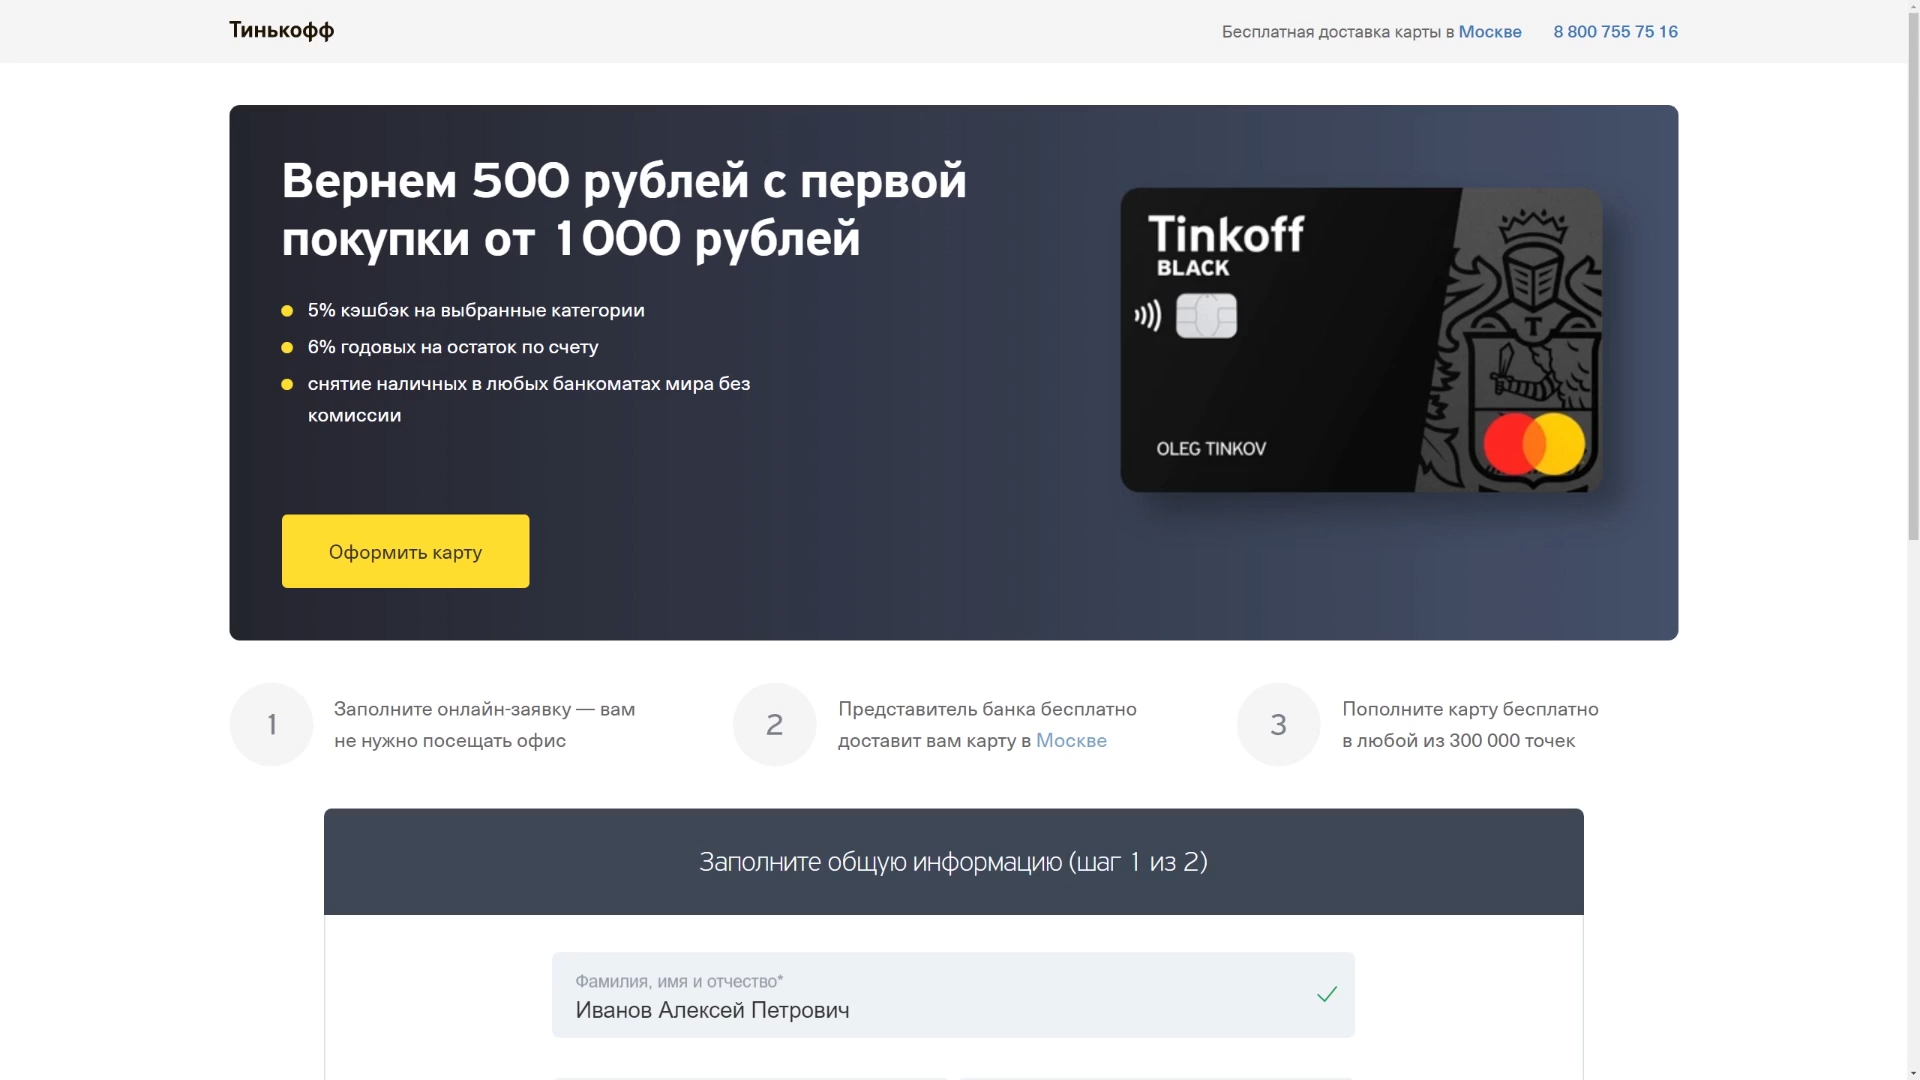 Тинькофф
Бесплатная доставка карты в Москве
8 800 755 75 16
Вернем 500 рублей с первой
покупки от 1000 рублей
5% кэшбэк на выбранные категории
6% годовых на остаток по счету
снятие наличных в любых банкоматах мира без
комиссии
Оформить карту
Tinkoff
BLACK
T
OLEG TINKOV
1
Заполните онлайн-заявку — вам
не нужно посещать офис
2
Представитель банка бесплатно
доставит вам карту в Москве
3
Пополните карту бесплатно
в любой из 300 000 точек
Заполните общую информацию (шаг 1 из 2)
Фамилия, имя и отчество*
Иванов Алексей Петрович